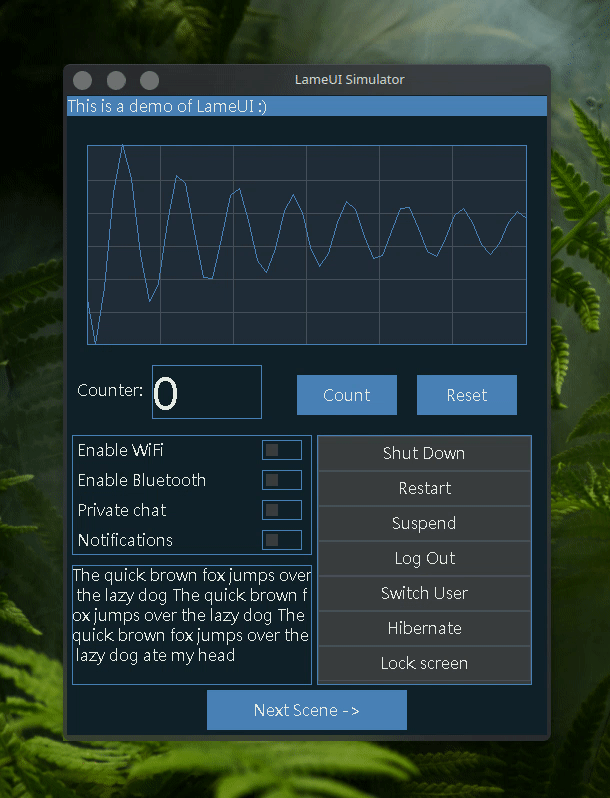 LameUI Simulator
This is a demo of LameUI :)
Counter:
0
Count
Reset
Enable WiFi
Enable Bluetooth
Private chat
Notifications
The quick brown fox jumps over
the lazy dog The quick brown f
ox jumps over the lazy dog The
quick brown fox jumps over the
lazy dog ate my head
Shut Down
Restart
Suspend
Log Out
Switch User
Hibernate
Lock screen
Next Scene ->